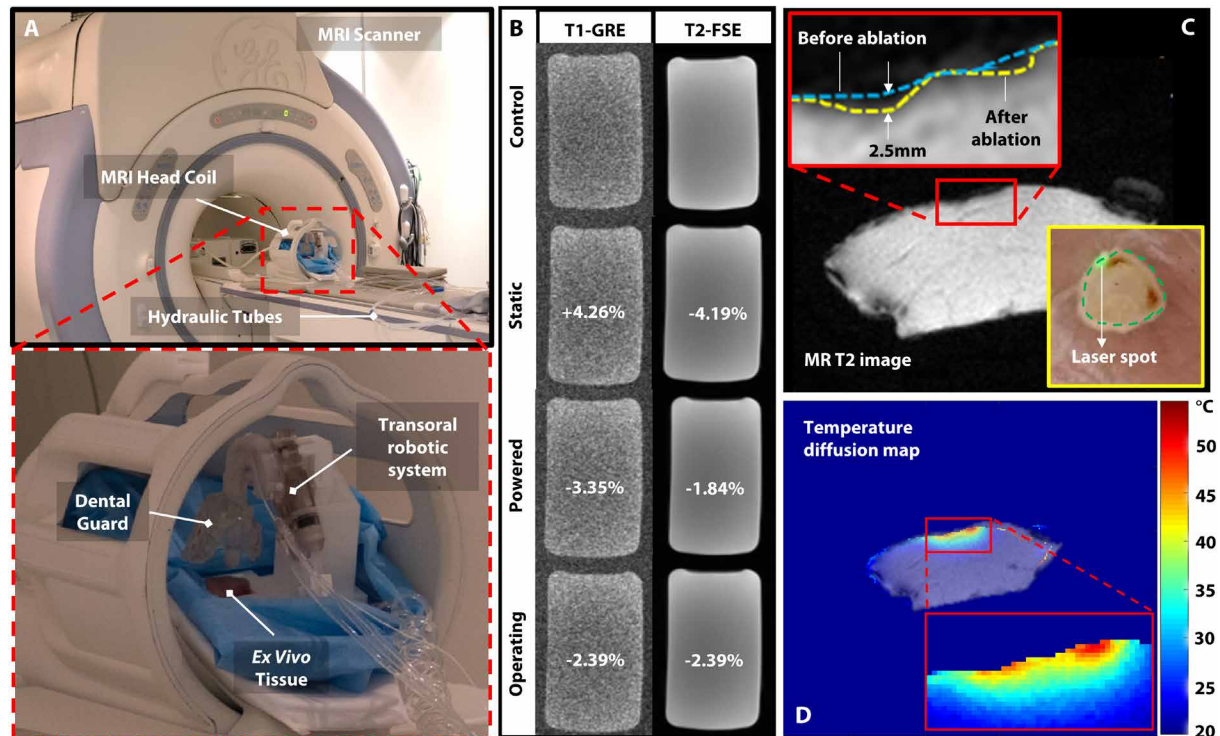 A
MRI Scanner
GE
MRI Head Coil
Hydraulic Tubes
Transoral
robotic
system
Dental
Guard
Ex Vivo
Tissue
B
T1-GRE
T2-FSE
Control
Static
+4.26%
-4.19%
Powered
-3.35%
-1.84%
Operating
-2.39%
-2.39%
C
Before ablation
After
ablation
2.5mm
MR T2 image
Laser spot
Temperature
diffusion map
°C
50
45
40
35
30
25
20
D